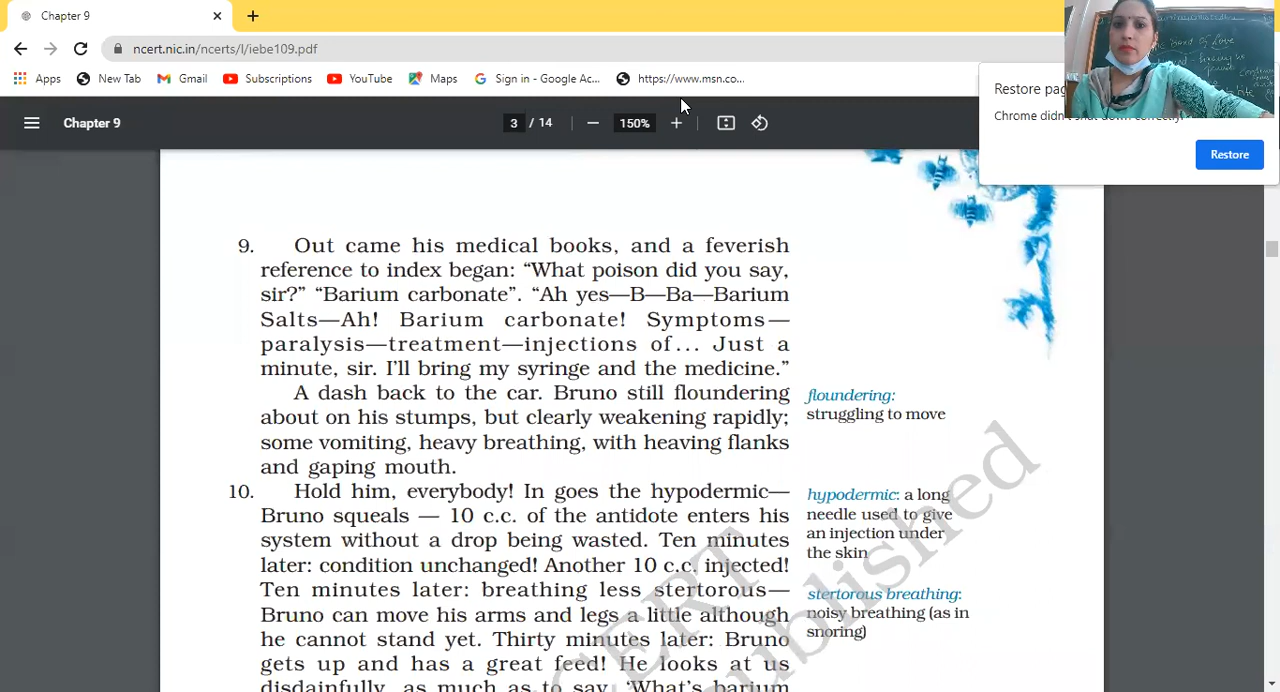 Chapter 9
ncert.nic.in/ncerts/l/iebe109.pdf
Apps New Tab Gmail Subscriptions YouTube Maps Sign in - Google Ac... https://www.msn.co...
Bond of Love
Restore pag
Chrome didn't shut down correctly.
Restore
Chapter 9 3 / 14 150%
9. Out came his medical books, and a feverish
reference to index began: “What poison did you say,
sir?” “Barium carbonate”. “Ah yes—B—Ba—Barium
Salts—Ah! Barium carbonate! Symptoms—
paralysis—treatment—injections of... Just a
minute, sir. I’ll bring my syringe and the medicine.”
A dash back to the car. Bruno still floundering
about on his stumps, but clearly weakening rapidly;
some vomiting, heavy breathing, with heaving flanks
and gaping mouth.
floundering:
struggling to move
10. Hold him, everybody! In goes the hypodermic—
Bruno squeals — 10 c.c. of the antidote enters his
system without a drop being wasted. Ten minutes
later: condition unchanged! Another 10 c.c. injected!
Ten minutes later: breathing less stertorous—
Bruno can move his arms and legs a little although
he cannot stand yet. Thirty minutes later: Bruno
gets up and has a great feed! He looks at us
disdainfully, as much as to say, ‘What’s barium
hypodermic: a long
needle used to give
an injection under
the skin
stertorous breathing:
noisy breathing (as in
snoring)
NCERT
published